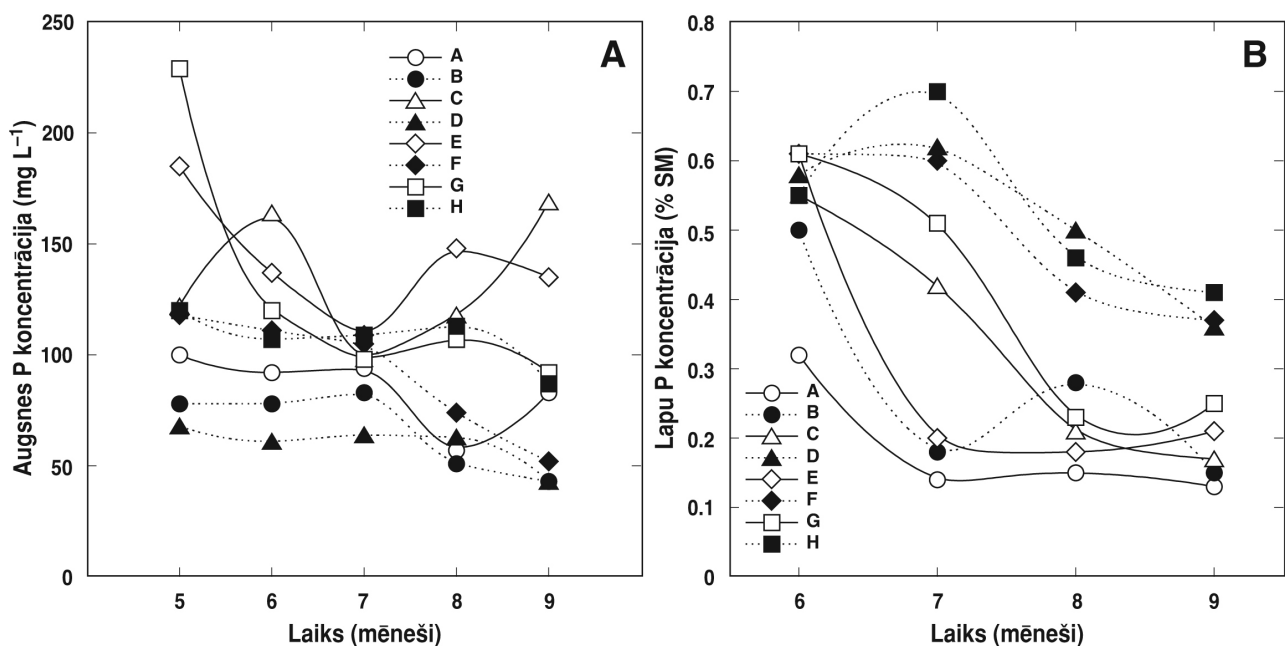 A
Augsnes P koncentrācija (mg L⁻¹)
250
200
150
100
50
0
A
B
C
D
E
F
G
H
5 6 7 8 9
Laiks (mēneši)
B
Lapu P koncentrācija (% SM)
0.8
0.7
0.6
0.5
0.4
0.3
0.2
0.1
0
A
B
C
D
E
F
G
H
6 7 8 9
Laiks (mēneši)